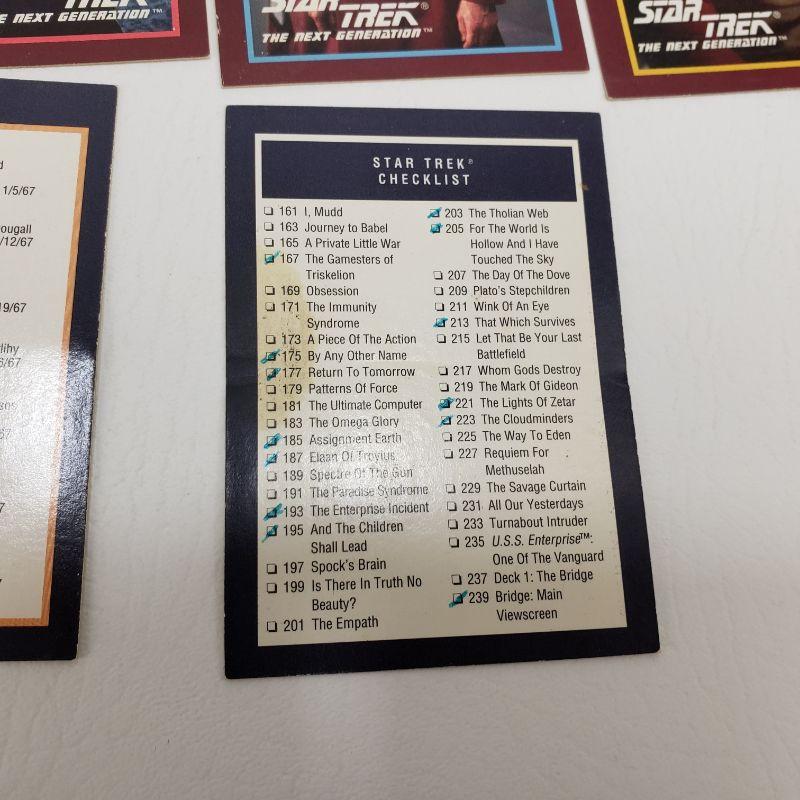 TREK
THE NEXT GENERATION™
STAR TREK®
THE NEXT GENERATION™
STAR TREK®
THE NEXT GENERATION™
1/5/67
/12/67
STAR TREK®
CHECKLIST
161 I, Mudd
163 Journey to Babel
165 A Private Little War
167 The Gamesters of
Triskelion
169 Obsession
171 The Immunity
Syndrome
173 A Piece Of The Action
175 By Any Other Name
177 Return To Tomorrow
179 Patterns Of Force
181 The Ultimate Computer
183 The Omega Glory
185 Assignment Earth
187 Elaan Of Troyius
189 Spectre Of The Gun
191 The Paradise Syndrome
193 The Enterprise Incident
195 And The Children
Shall Lead
197 Spock's Brain
199 Is There In Truth No
Beauty?
201 The Empath
203 The Tholian Web
205 For The World Is
Hollow And I Have
Touched The Sky
207 The Day Of The Dove
209 Plato's Stepchildren
211 Wink Of An Eye
213 That Which Survives
215 Let That Be Your Last
Battlefield
217 Whom Gods Destroy
219 The Mark Of Gideon
221 The Lights Of Zetar
223 The Cloudminders
225 The Way To Eden
227 Requiem For
Methuselah
229 The Savage Curtain
231 All Our Yesterdays
233 Turnabout Intruder
235 U.S.S. Enterprise™:
One Of The Vanguard
237 Deck 1: The Bridge
239 Bridge: Main
Viewscreen